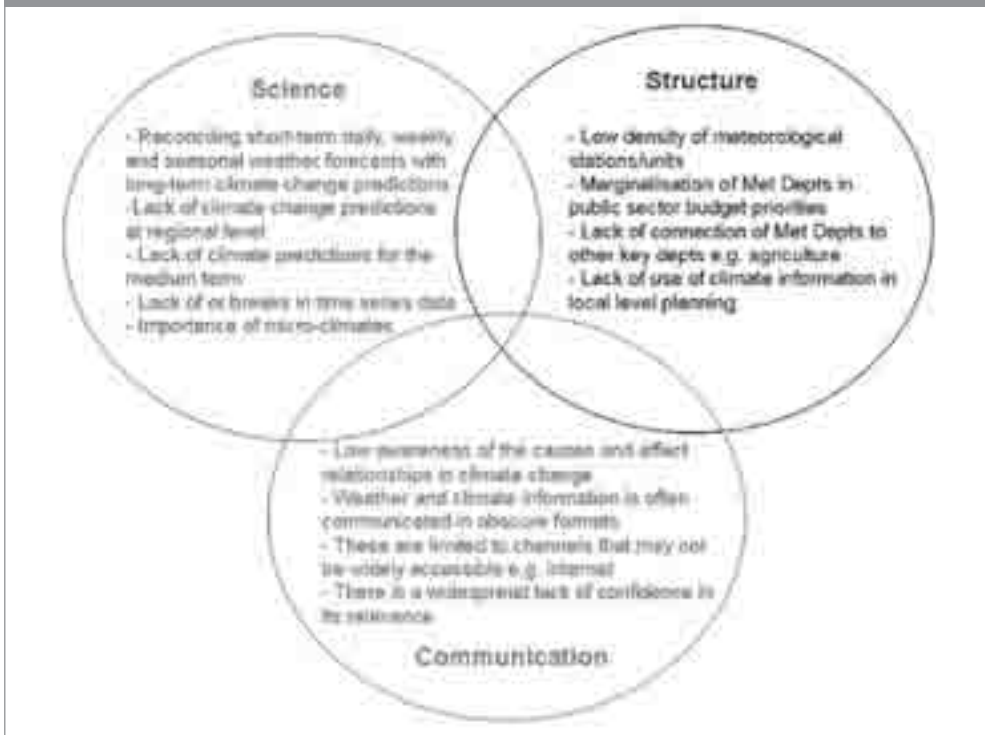 Science
- Reconciling short-term daily, weekly
and seasonal weather forecasts with
long-term climate change predictions
-Lack of climate change predictions
at regional level
- Lack of climate predictions for the
medium term
- Lack of or breaks in time series data
- Importance of micro-climates
Structure
- Low density of meteorological
stations/units
- Marginalisation of Met Depts in
public sector budget priorities
- Lack of connection of Met Depts to
other key depts e.g. agriculture
- Lack of use of climate information in
local level planning
- Low awareness of the causes and effect
relationships in climate change
- Weather and climate information is often
communicated in obscure formats
- These are limited to channels that may not
be widely accessible e.g. internet
- There is a widespread lack of confidence in
its relevance
Communication